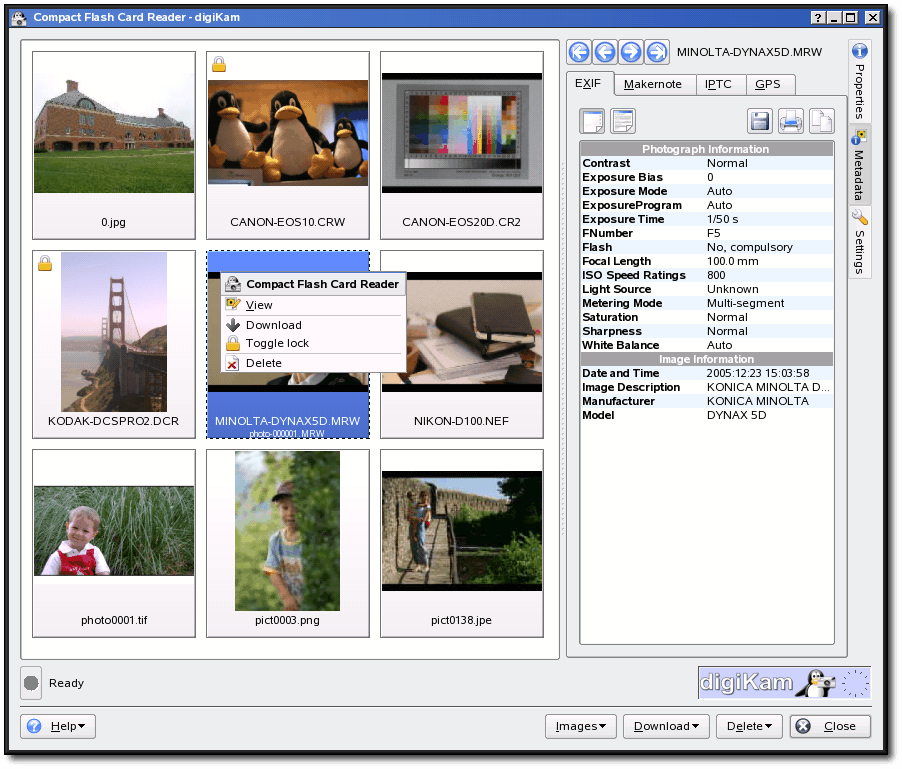 Compact Flash Card Reader - digiKam
0.jpg
CANON-EOS10.CRW
CANON-EOS20D.CR2
KODAK-DCSPRO2.DCR
MINOLTA-DYNAX5D.MRW
photo-000001.MRW
NIKON-D100.NEF
photo0001.tif
pict0003.png
pict0138.jpe
Compact Flash Card Reader
View
Download
Toggle lock
Delete
MINOLTA-DYNAX5D.MRW
EXIF Makernote IPTC GPS
Photograph Information
Contrast Normal
Exposure Bias 0
Exposure Mode Auto
ExposureProgram Auto
Exposure Time 1/50 s
FNumber F5
Flash No, compulsory
Focal Length 100.0 mm
ISO Speed Ratings 800
Light Source Unknown
Metering Mode Multi-segment
Saturation Normal
Sharpness Normal
White Balance Auto
Image Information
Date and Time 2005:12:23 15:03:58
Image Description KONICA MINOLTA D...
Manufacturer KONICA MINOLTA
Model DYNAX 5D
Properties
Metadata
Settings
Ready
digiKam
Help
Images
Download
Delete
Close